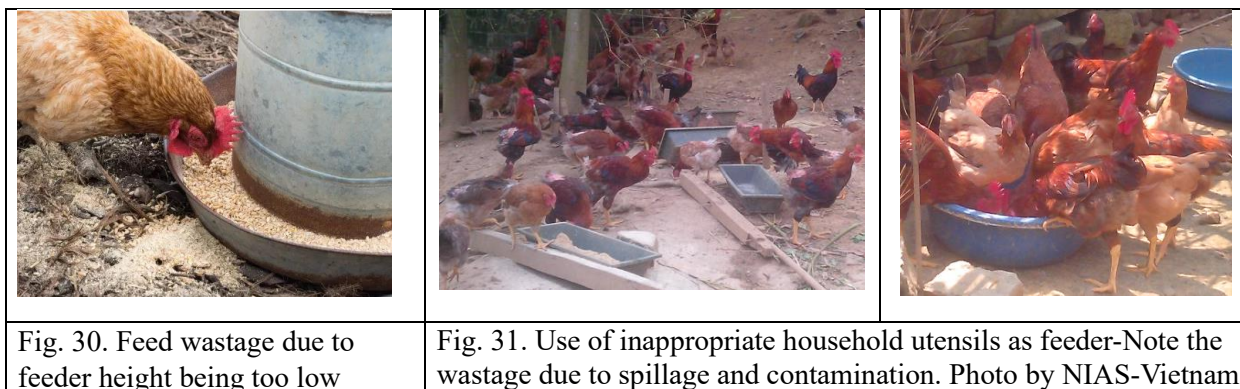 Fig. 30. Feed wastage due to
feeder height being too low
Fig. 31. Use of inappropriate household utensils as feeder-Note the
wastage due to spillage and contamination. Photo by NIAS-Vietnam